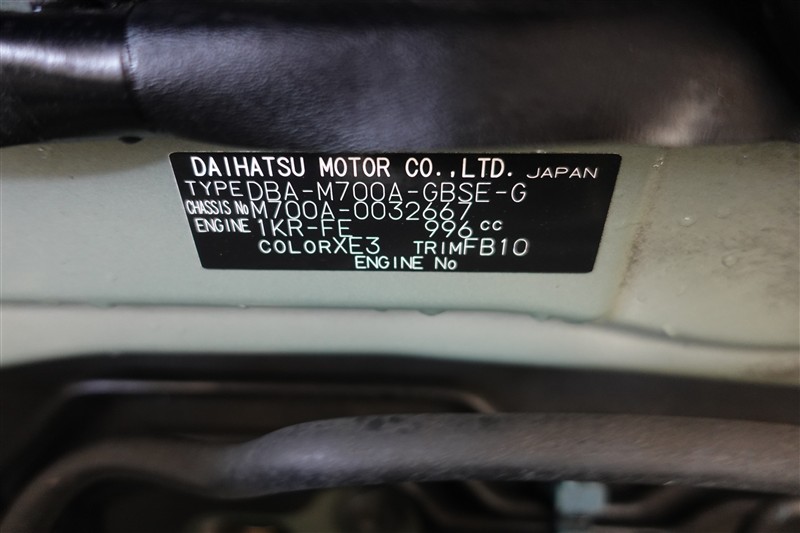 DAIHATSU MOTOR CO.,LTD. JAPAN
TYPE DBA-M700A-GBSE-G
CHASSIS No M700A-0032667
ENGINE 1KR-FE 996 cc
COLOR XE3 TRIM FB10
ENGINE No